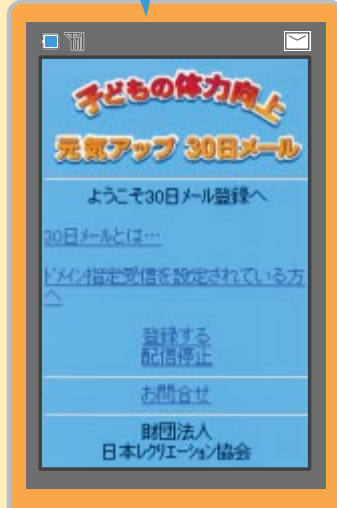 子どもの体力向上
元気アップ 30日メール
ようこそ30日メール登録へ
30日メールとは…
ドメイン指定受信を設定されている方
へ
登録する
配信停止
お問合せ
財団法人
日本レクリエーション協会